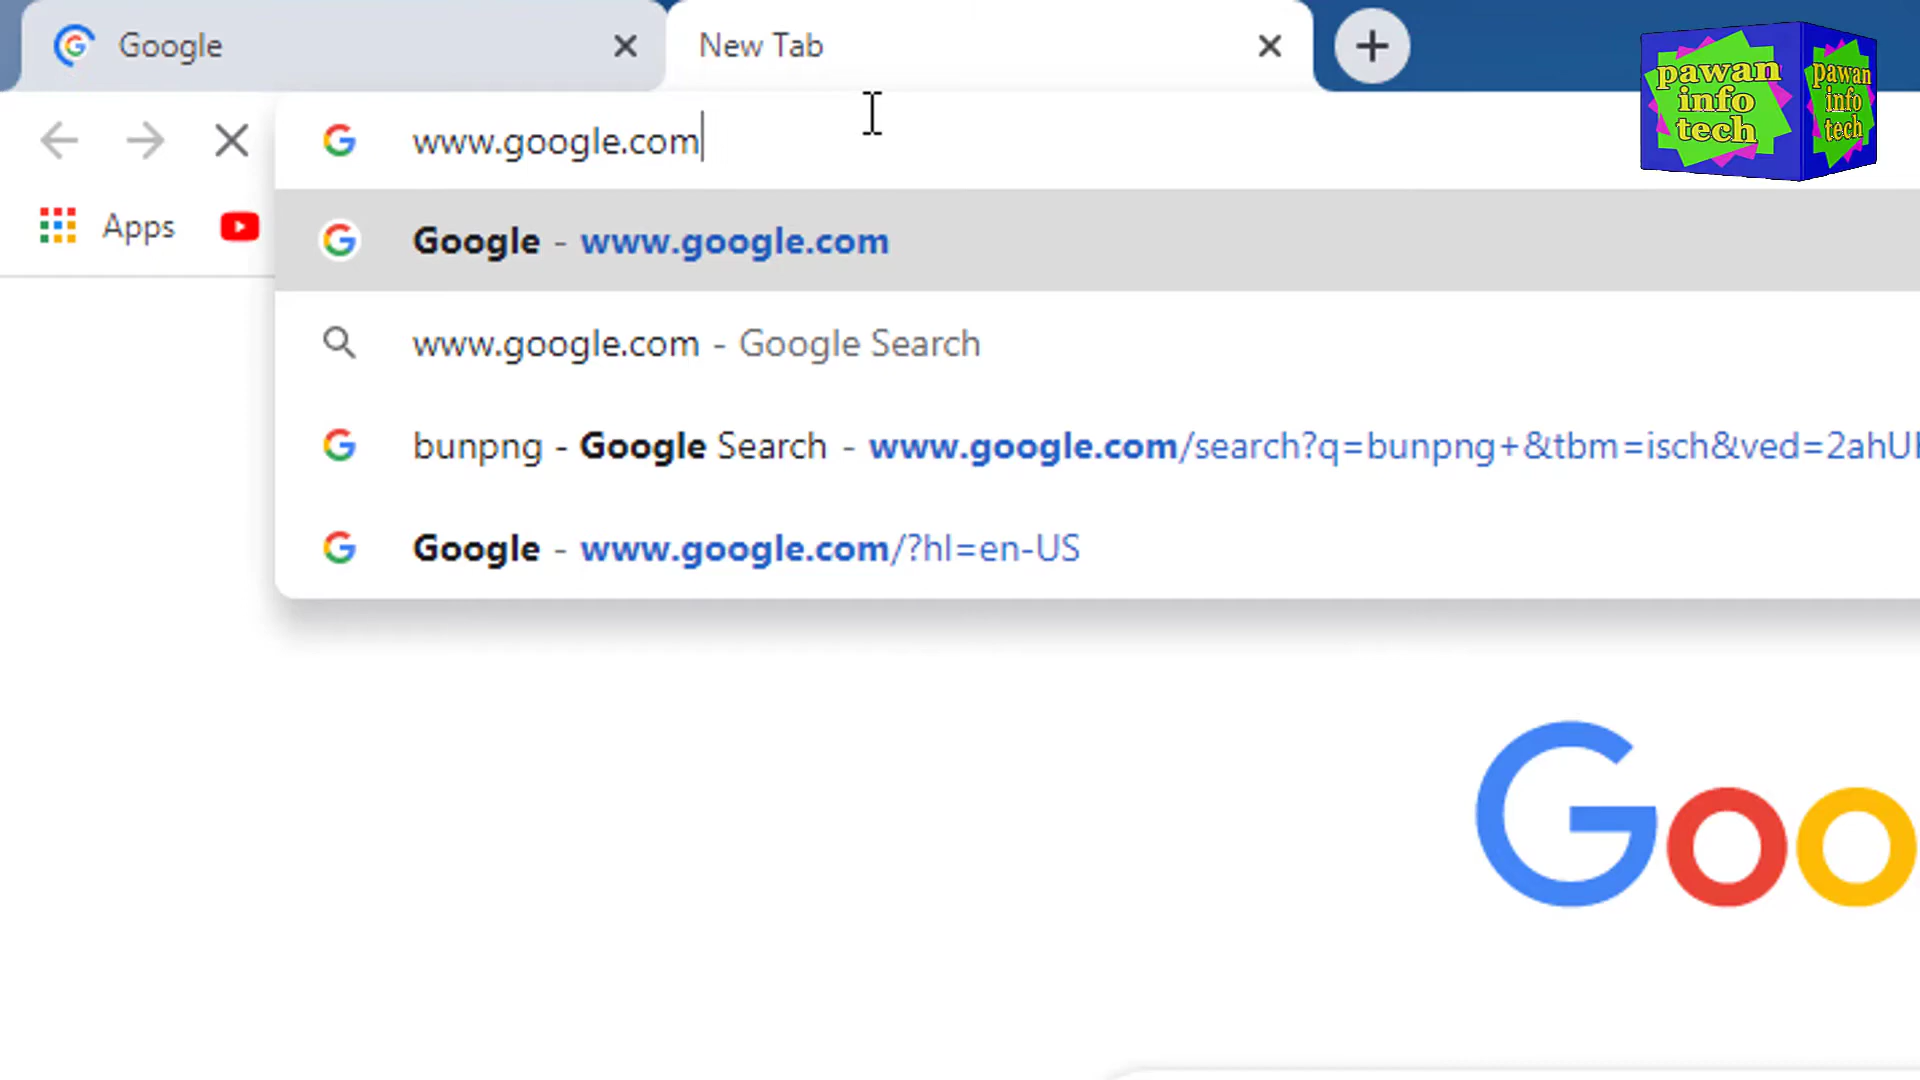 Google
New Tab
pawan
info
tech
pawan
info
tech
www.google.com
Apps
Google - www.google.com
www.google.com - Google Search
bunpng - Google Search - www.google.com/search?q=bunpng+&tbm=isch&ved=2ahU
Google - www.google.com/?hl=en-US
Goo